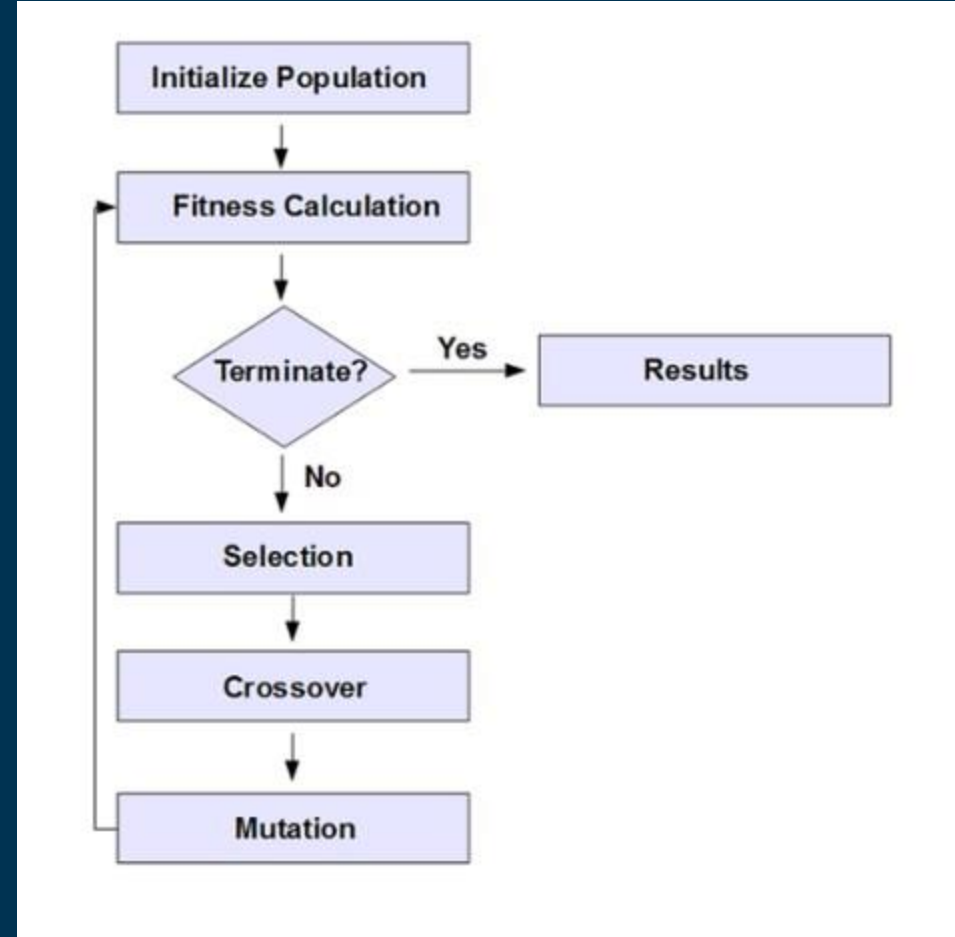 Initialize Population
Fitness Calculation
Terminate?
Yes
Results
No
Selection
Crossover
Mutation